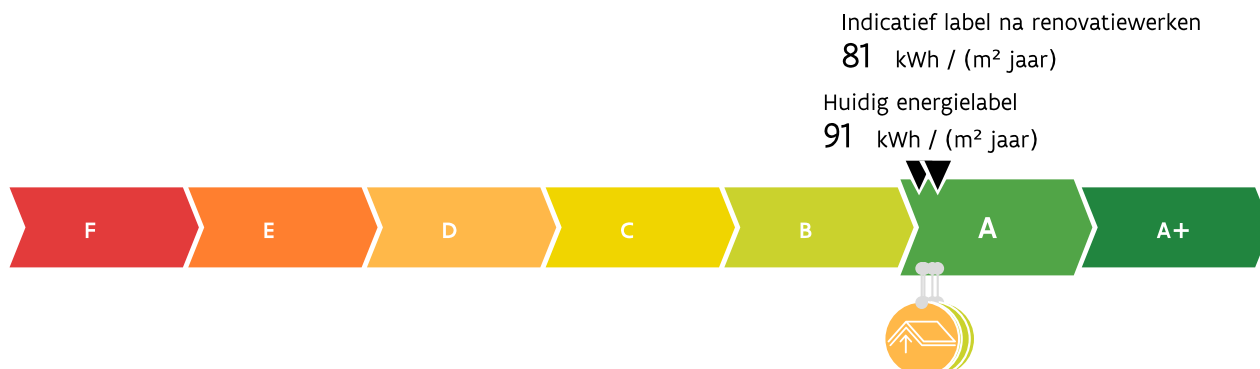 Indicatief label na renovatiewerken
81 kWh / (m² jaar)
Huidig energielabel
91 kWh / (m² jaar)
F E D C B A A+